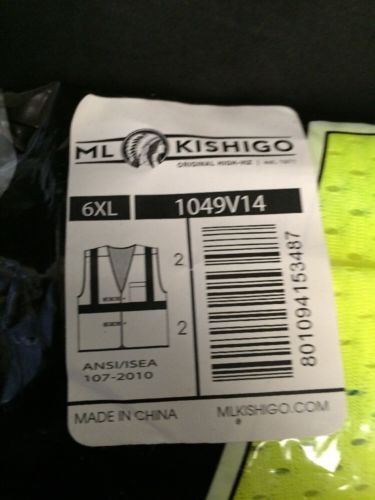 ML KISHIGO
ORIGINAL HIGH-VIZ
6XL 1049V14
2
2
ANSI/ISEA
107-2010
801094153487
MADE IN CHINA MLKISHIGO.COM